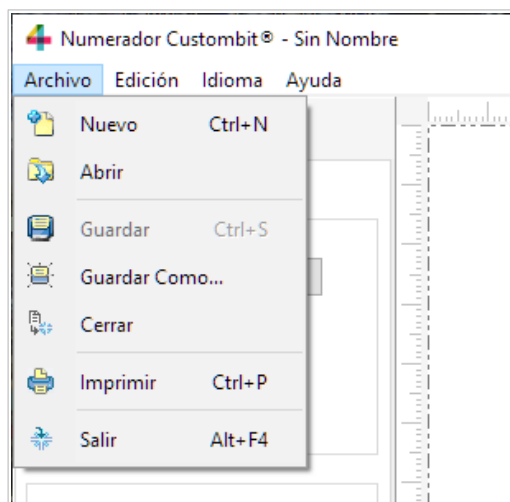 Numerador Custombit® - Sin Nombre
Archivo Edición Idioma Ayuda
Nuevo Ctrl+N
Abrir
Guardar Ctrl+S
Guardar Como...
Cerrar
Imprimir Ctrl+P
Salir Alt+F4